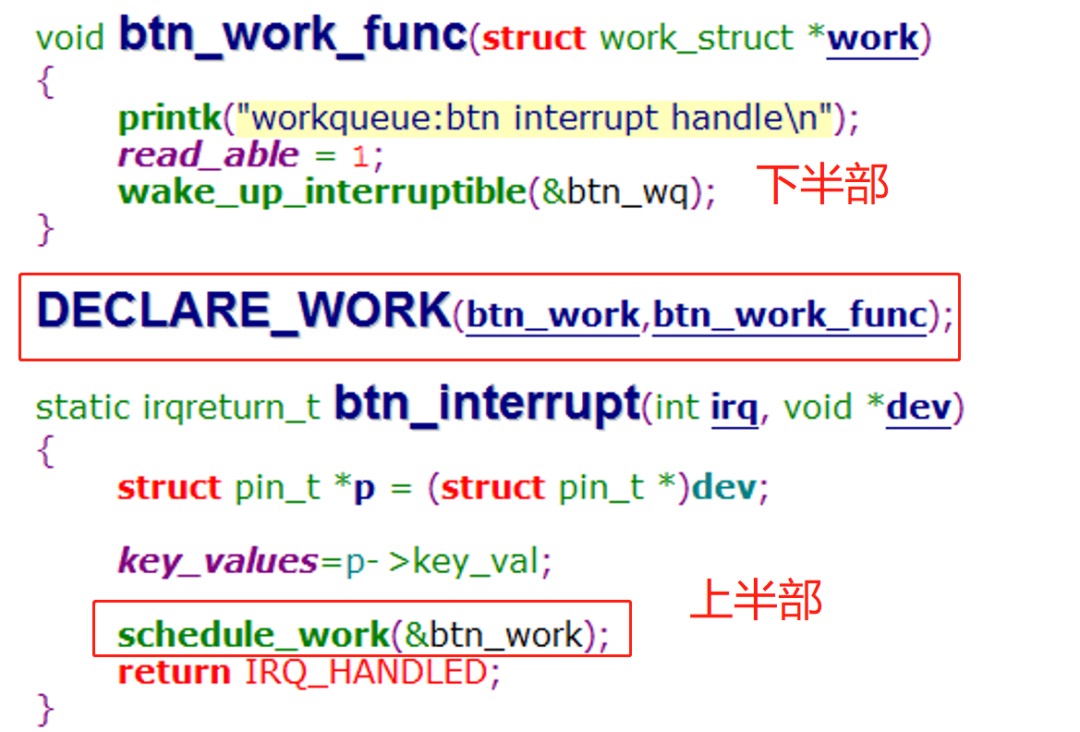 void btn_work_func(struct work_struct *work)
{
printk("workqueue:btn interrupt handle\n");
read_able = 1;
wake_up_interruptible(&btn_wq);
下半部
}
DECLARE_WORK(btn_work,btn_work_func);
static irqreturn_t btn_interrupt(int irq, void *dev)
{
struct pin_t *p = (struct pin_t *)dev;
key_values=p->key_val;
上半部
schedule_work(&btn_work);
return IRQ_HANDLED;
}